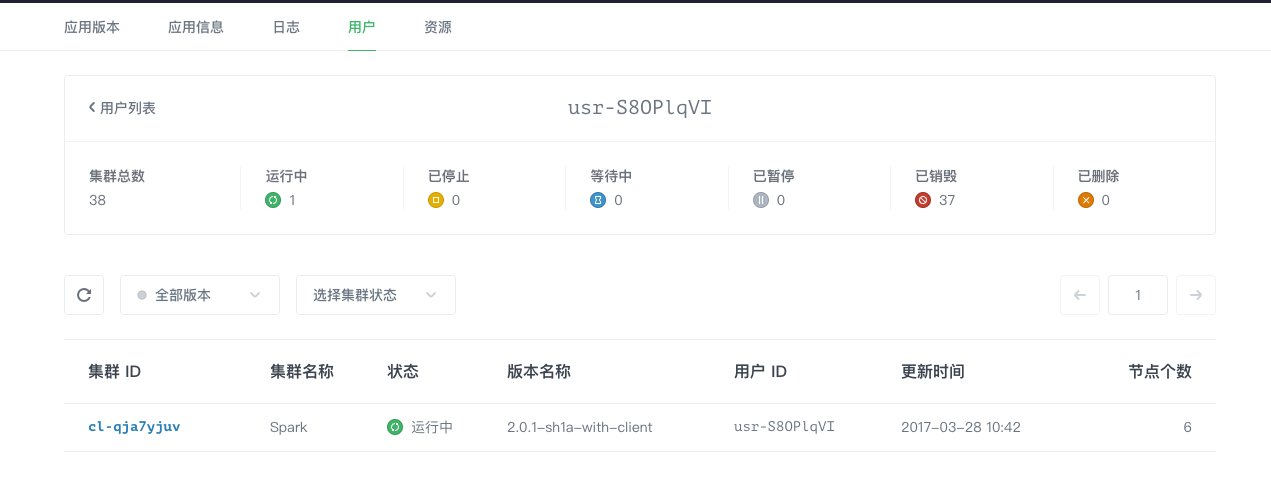 应用版本 应用信息 日志 用户 资源
用户列表 usr-S8OPlqVI
集群总数 运行中 已停止 等待中 已暂停 已销毁 已删除
38 1 0 0 0 37 0
全部版本 选择集群状态 1
集群 ID 集群名称 状态 版本名称 用户 ID 更新时间 节点个数
cl-qja7yjuv Spark 运行中 2.0.1-sh1a-with-client usr-S8OPlqVI 2017-03-28 10:42 6